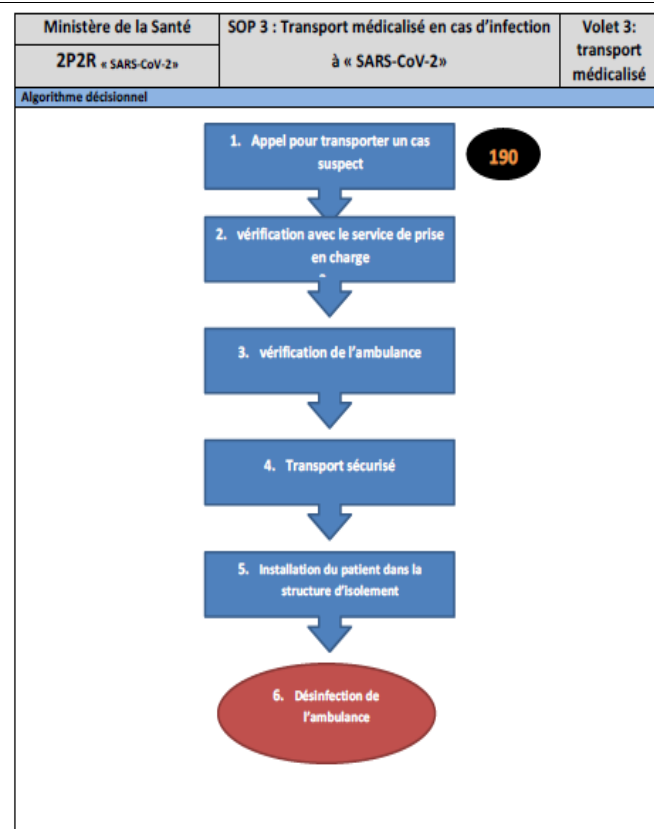 Ministère de la Santé
2P2R « SARS-CoV-2»
SOP 3 : Transport médicalisé en cas d'infection
à « SARS-CoV-2»
Volet 3:
transport
médicalisé
Algorithme décisionnel
1. Appel pour transporter un cas
suspect
190
2. vérification avec le service de prise
en charge
3. vérification de l'ambulance
4. Transport sécurisé
5. Installation du patient dans la
structure d'isolement
6. Désinfection de
l'ambulance